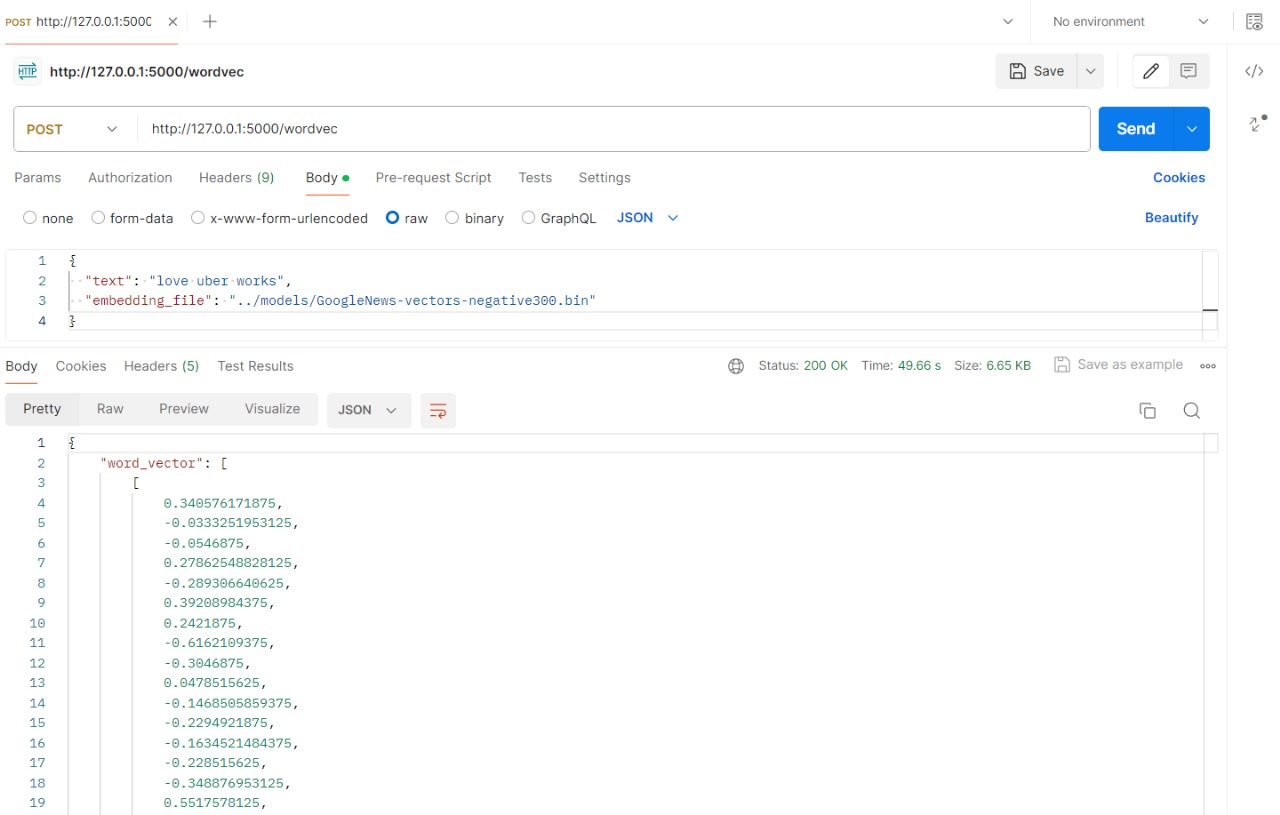 POST http://127.0.0.1:5000
No environment
HTTP http://127.0.0.1:5000/wordvec
Save
POST http://127.0.0.1:5000/wordvec Send
Params Authorization Headers (9) Body Pre-request Script Tests Settings Cookies
none form-data x-www-form-urlencoded raw binary GraphQL JSON Beautify
1 {
2 "text": "love uber works",
3 "embedding_file": "../models/GoogleNews-vectors-negative300.bin"
4 }
Body Cookies Headers (5) Test Results Status: 200 OK Time: 49.66 s Size: 6.65 KB Save as example
Pretty Raw Preview Visualize JSON
1 {
2 "word_vector": [
3 [
4 0.340576171875,
5 -0.0333251953125,
6 -0.0546875,
7 0.27862548828125,
8 -0.289306640625,
9 0.39208984375,
10 0.2421875,
11 -0.6162109375,
12 -0.3046875,
13 0.0478515625,
14 -0.1468505859375,
15 -0.2294921875,
16 -0.1634521484375,
17 -0.228515625,
18 -0.348876953125,
19 0.5517578125,